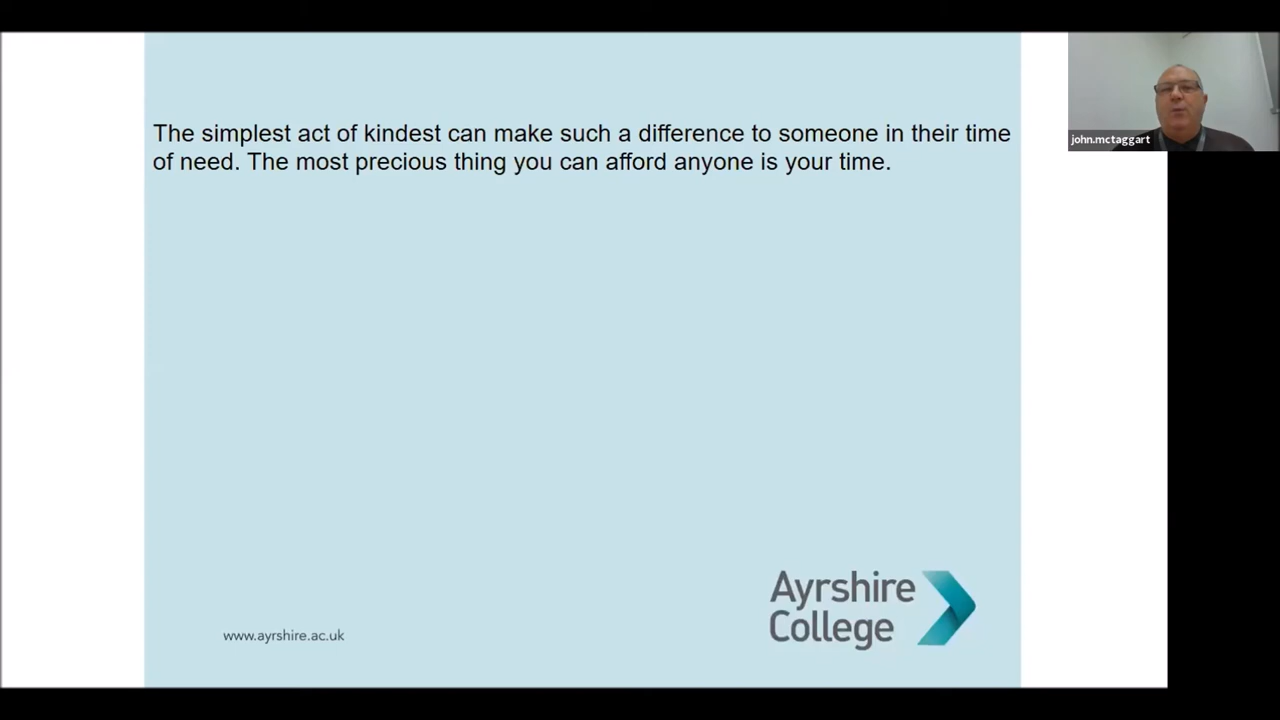 The simplest act of kindest can make such a difference to someone in their time
of need. The most precious thing you can afford anyone is your time.
john.mctaggart
www.ayrshire.ac.uk
Ayrshire
College